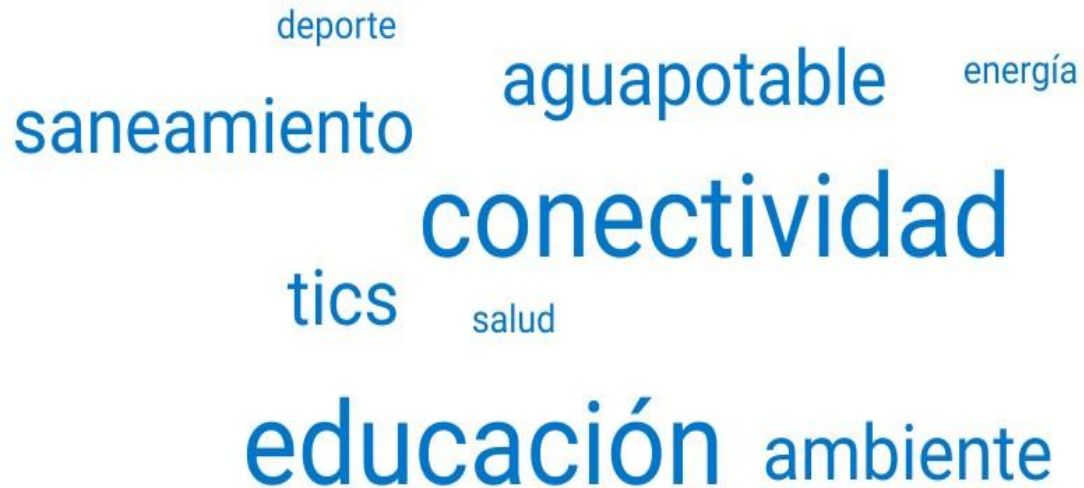 deporte
aguapotable
energía
saneamiento
conectividad
tics
salud
educación
ambiente